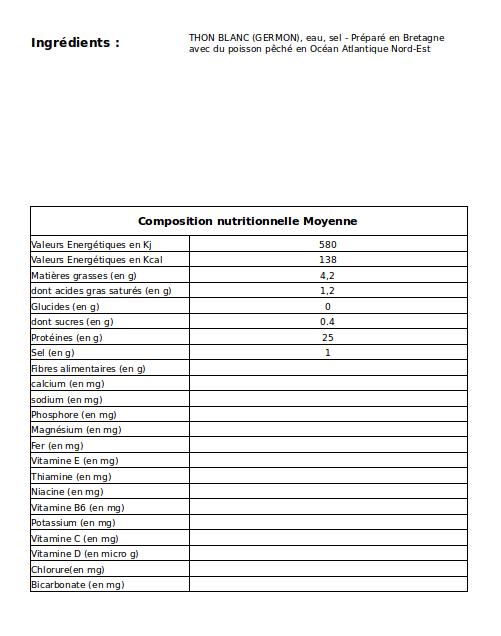 Ingrédients :
THON BLANC (GERMON), eau, sel - Préparé en Bretagne
avec du poisson pêché en Océan Atlantique Nord-Est
Composition nutritionnelle Moyenne
Valeurs Energétiques en Kj 580
Valeurs Energétiques en Kcal 138
Matières grasses (en g) 4,2
dont acides gras saturés (en g) 1,2
Glucides (en g) 0
dont sucres (en g) 0.4
Protéines (en g) 25
Sel (en g) 1
Fibres alimentaires (en g)
calcium (en mg)
sodium (en mg)
Phosphore (en mg)
Magnésium (en mg)
Fer (en mg)
Vitamine E (en mg)
Thiamine (en mg)
Niacine (en mg)
Vitamine B6 (en mg)
Potassium (en mg)
Vitamine C (en mg)
Vitamine D (en micro g)
Chlorure(en mg)
Bicarbonate (en mg)